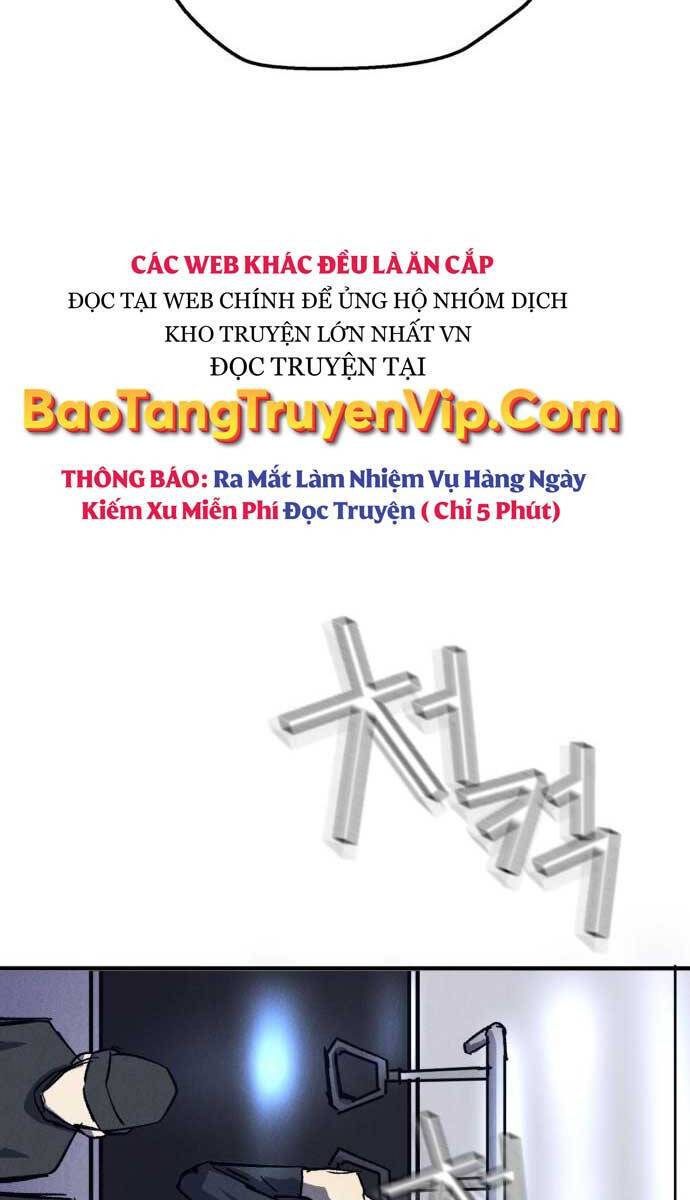 CÁC WEB KHÁC ĐỀU LÀ ĂN CẮP
ĐỌC TẠI WEB CHÍNH ĐỂ ỦNG HỘ NHÓM DỊCH
KHO TRUYỆN LỚN NHẤT VN
ĐỌC TRUYỆN TẠI
BaoTangTruyenVip.Com
THÔNG BÁO: Ra Mắt Làm Nhiệm Vụ Hàng Ngày
Kiếm Xu Miễn Phí Đọc Truyện ( Chỉ 5 Phút)